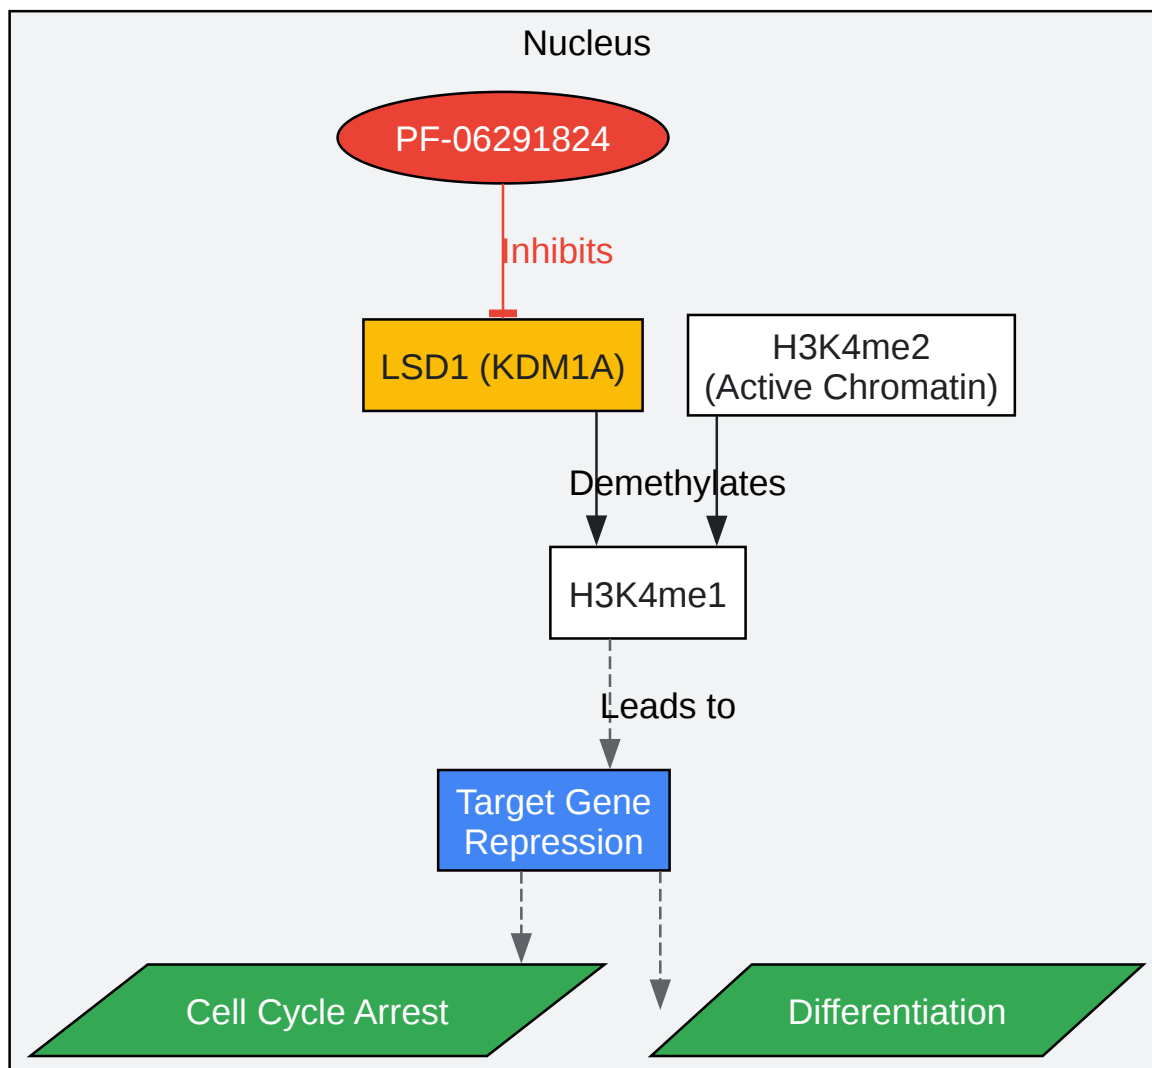 Nucleus
PF-06291824
Inhibits
LSD1 (KDM1A)
H3K4me2
(Active Chromatin)
Demethylates
H3K4me1
Leads to
Target Gene
Repression
Cell Cycle Arrest
Differentiation